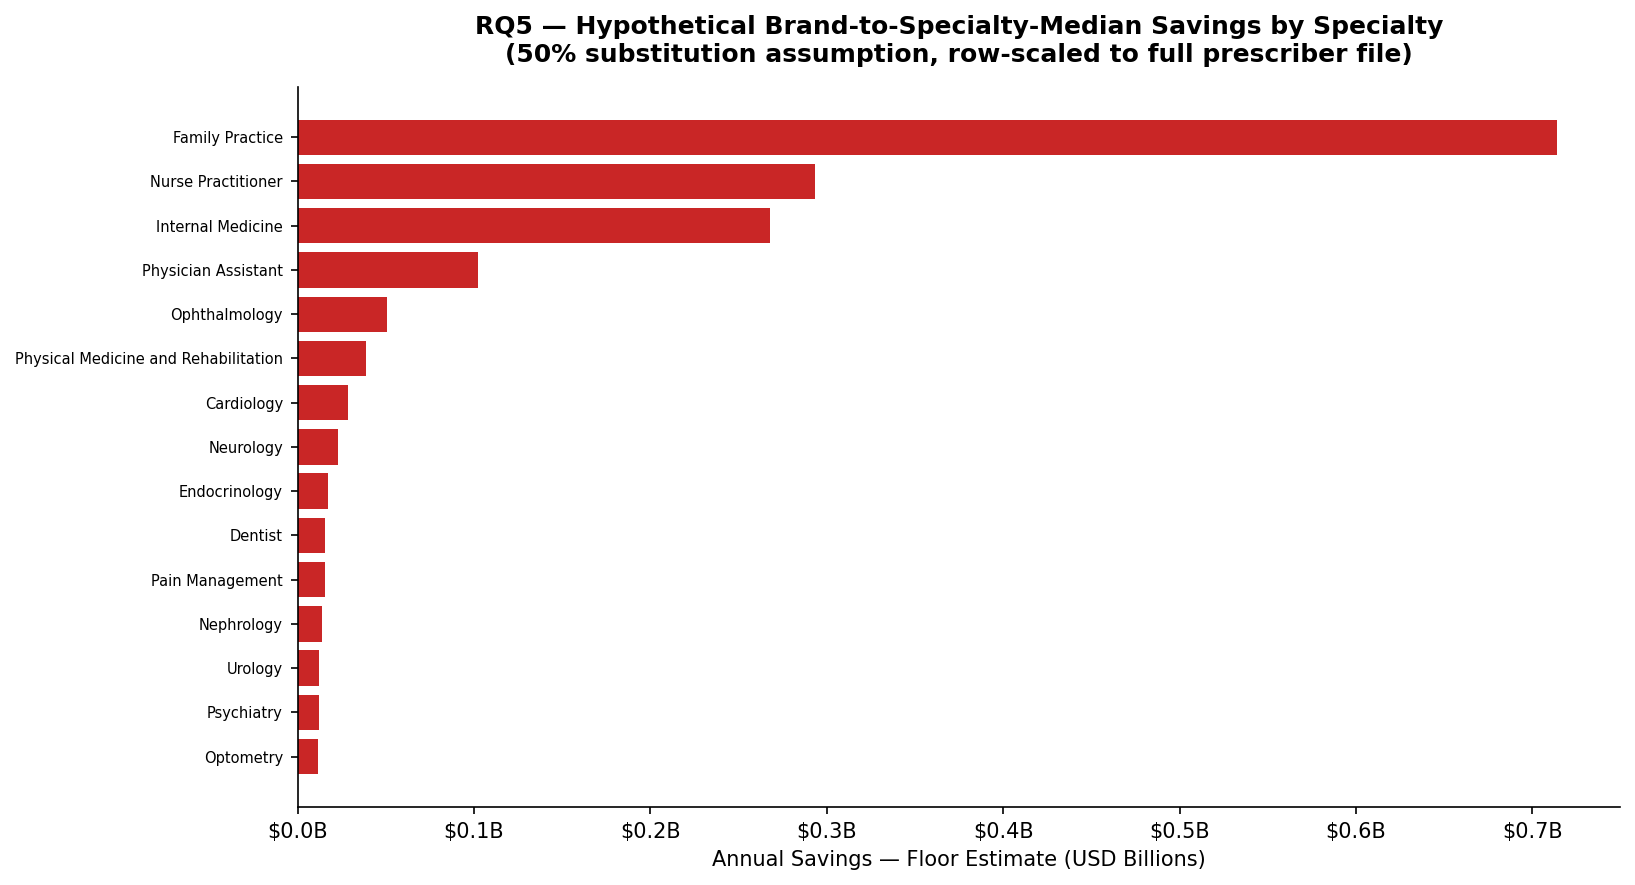 RQ5 — Hypothetical Brand-to-Specialty-Median Savings by Specialty
(50% substitution assumption, row-scaled to full prescriber file)
Family Practice
Nurse Practitioner
Internal Medicine
Physician Assistant
Ophthalmology
Physical Medicine and Rehabilitation
Cardiology
Neurology
Endocrinology
Dentist
Pain Management
Nephrology
Urology
Psychiatry
Optometry
$0.0B $0.1B $0.2B $0.3B $0.4B $0.5B $0.6B $0.7B
Annual Savings — Floor Estimate (USD Billions)